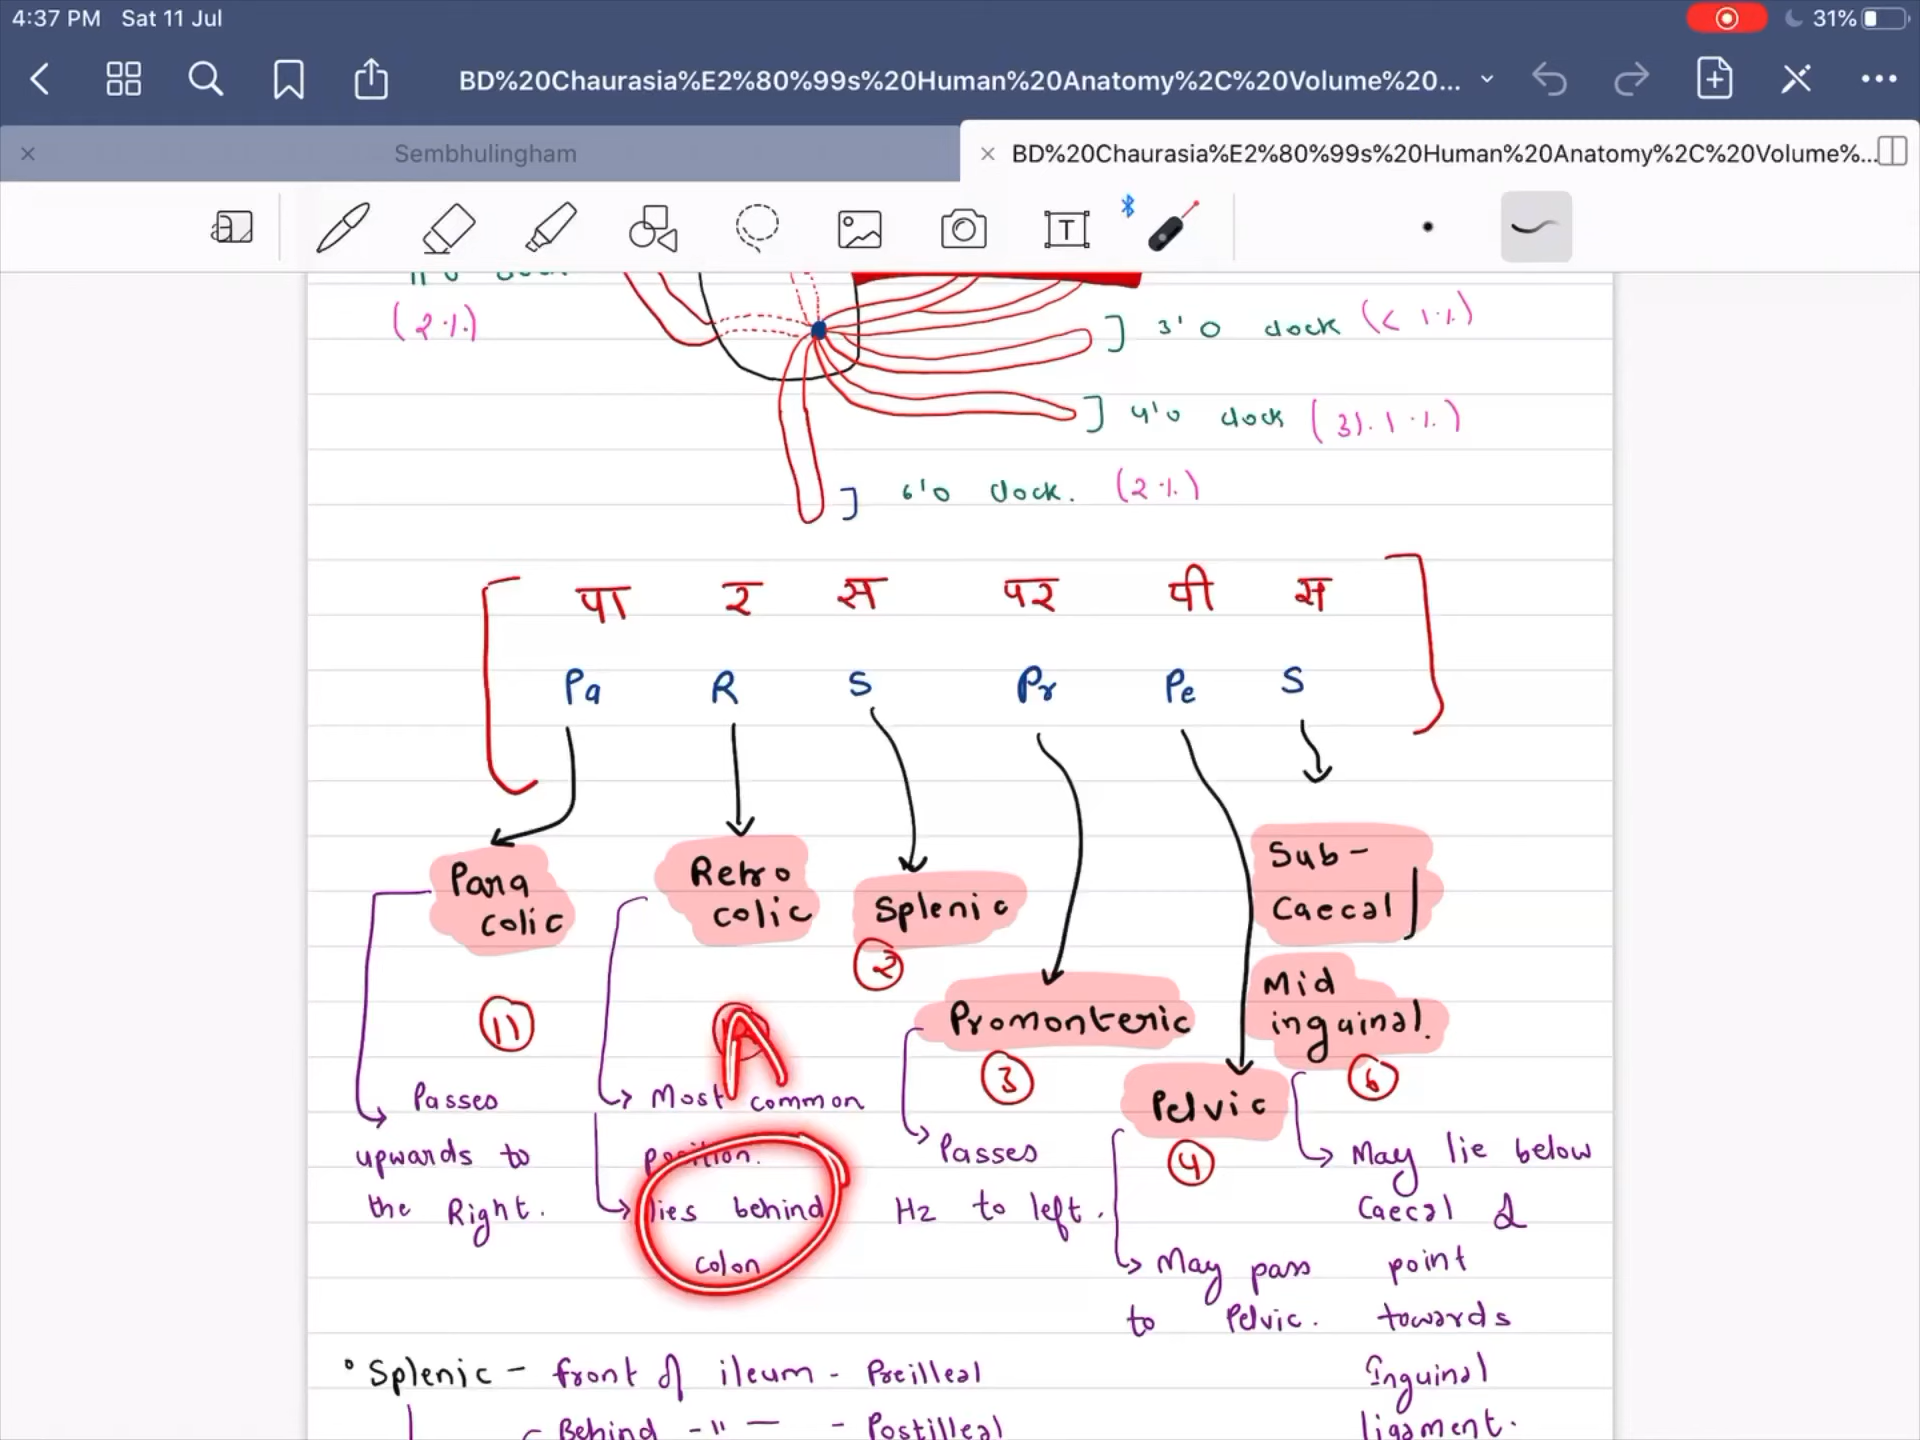 4:37 PM Sat 11 Jul
31%
BD%20Chaurasia%E2%80%99s%20Human%20Anatomy%2C%20Volume%20...
Sembhulingham
BD%20Chaurasia%E2%80%99s%20Human%20Anatomy%2C%20Volume%...
T
11'o clock
(2%)
3'o clock (<1%)
4'o clock (31.1%)
6'o clock. (2%)
पा र स पर पी स
Pa R S Pr Pe S
Para colic
Retro colic
Splenic
Sub-Caecal
Mid inguinal.
Promonteric
Pelvic
11
2
3
4
6
Passes
upwards to
the Right.
Most common
position.
lies behind
colon
Passes
Hz to left.
May pass
to Pelvic.
May lie below
Caecal &
point
towards
Inguinal
ligament.
Splenic - front of ileum - Preilleal
Behind -"- - Postilleal